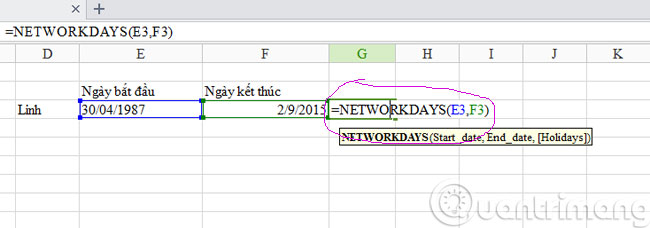 =NETWORKDAYS(E3,F3)
D E F G H I J K
Ngày bắt đầu Ngày kết thúc
Linh 30/04/1987 2/9/2015 =NETWORKDAYS(E3,F3)
NETWORKDAYS(Start_date, End_date, [Holidays])
Quantrimang